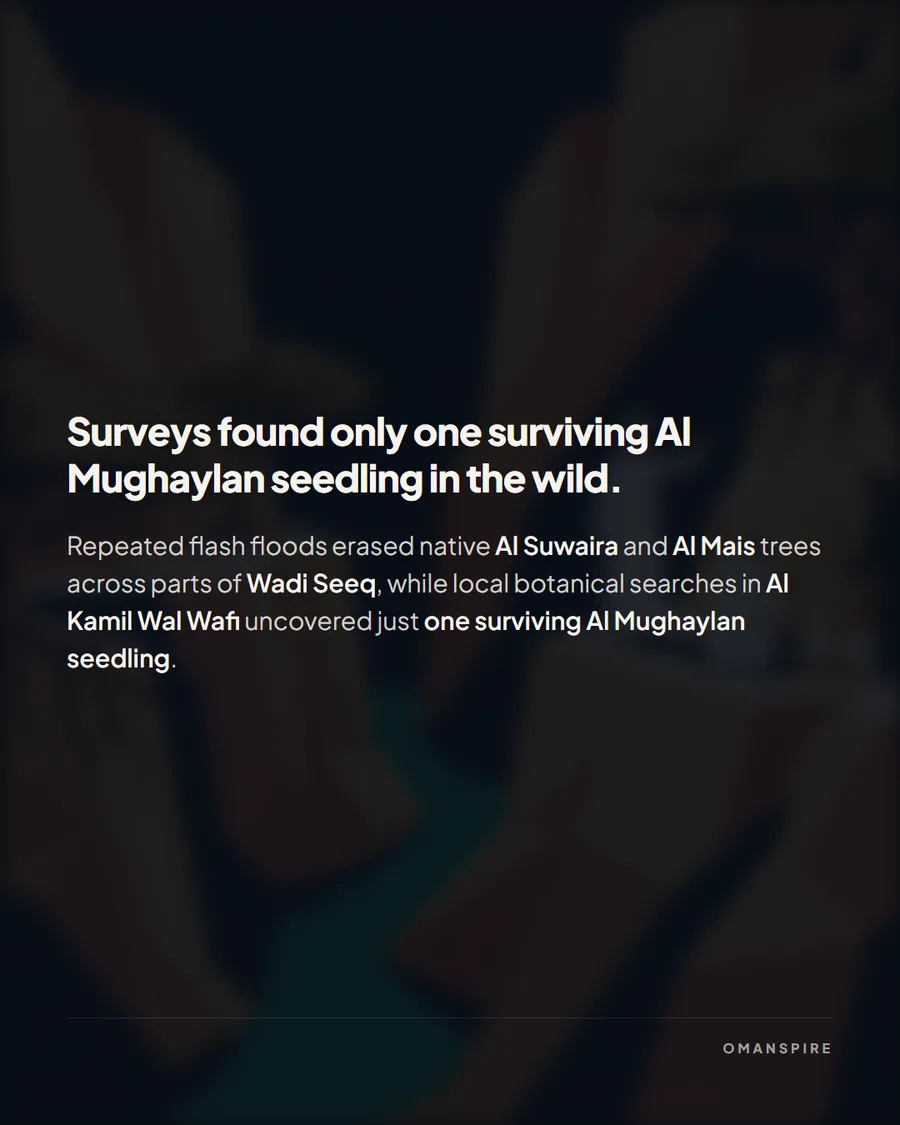 Surveys found only one surviving Al
Mughaylan seedling in the wild.
Repeated flash floods erased native Al Suwaira and Al Mais trees
across parts of Wadi Seeq, while local botanical searches in Al
Kamil Wal Wafi uncovered just one surviving Al Mughaylan
seedling.
OMANSPIRE